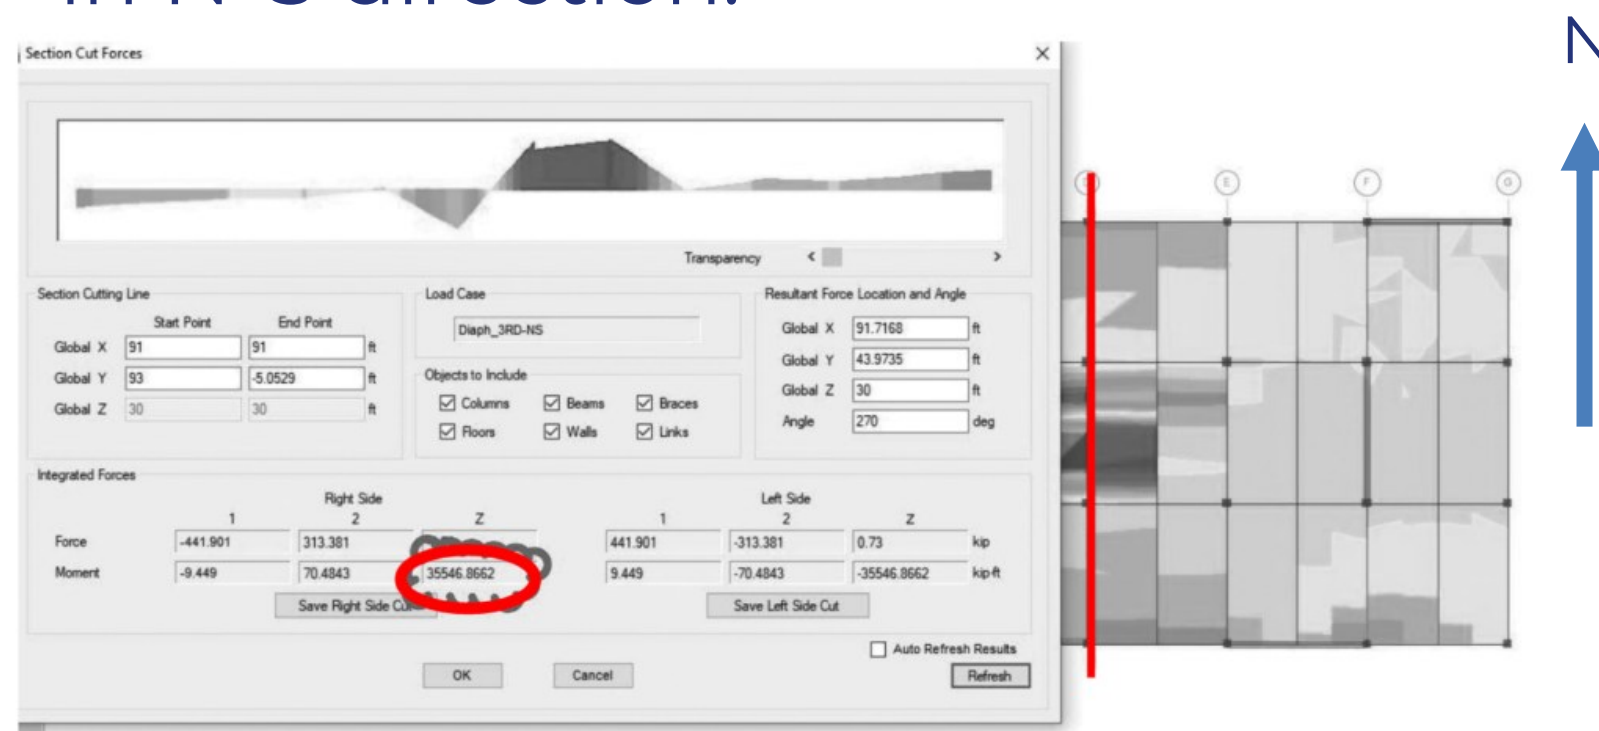 in N-S direction.
N
Section Cut Forces
Transparency
Section Cutting Line
Start Point End Point
Global X 91 91 ft
Global Y 93 -5.0529 ft
Global Z 30 30 ft
Load Case
Diaph_3RD-NS
Objects to Include
Columns Beams Braces
Floors Walls Links
Resultant Force Location and Angle
Global X 91.7168 ft
Global Y 43.9735 ft
Global Z 30 ft
Angle 270 deg
E F G
Integrated Forces
Right Side Left Side
1 2 Z 1 2 Z
Force -441.901 313.381 441.901 -313.381 0.73 kip
Moment -9.449 70.4843 35546.8662 9.449 -70.4843 -35546.8662 kip-ft
Save Right Side Cut Save Left Side Cut
Auto Refresh Results
OK Cancel Refresh